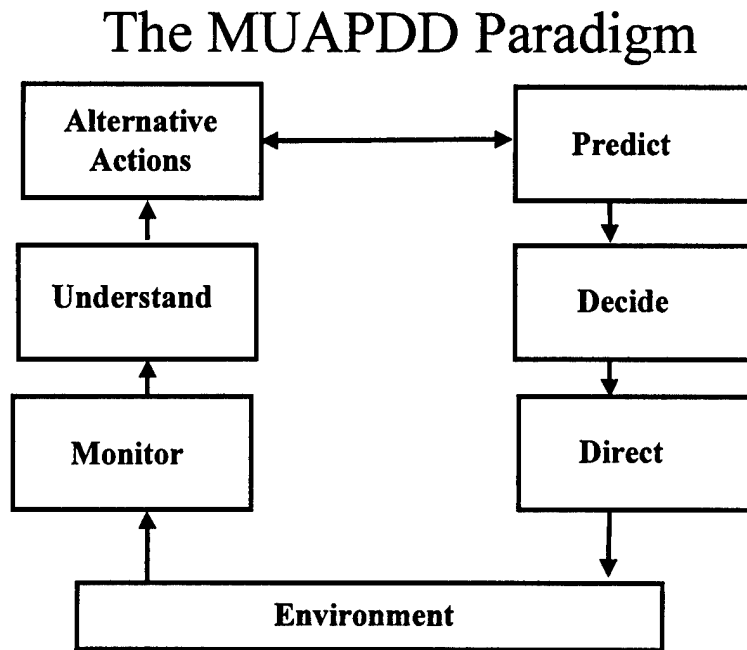 The MUAPDD Paradigm
Alternative
Actions
Predict
Understand
Decide
Monitor
Direct
Environment